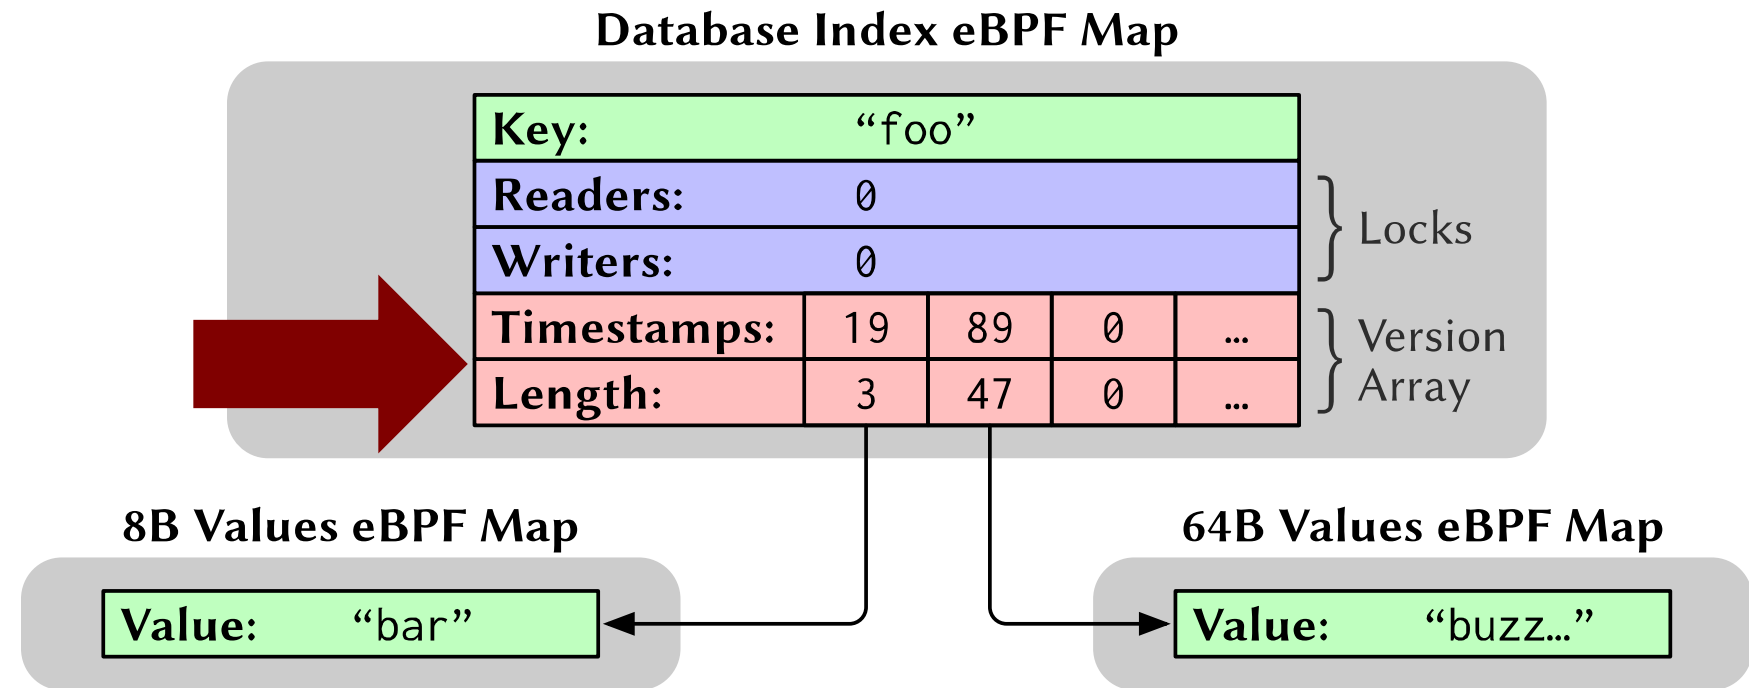 Database Index eBPF Map
Key: “foo”
Readers: 0
Writers: 0
Locks
Timestamps: 19 89 0 …
Length: 3 47 0 …
Version
Array
8B Values eBPF Map
Value: “bar”
64B Values eBPF Map
Value: “buzz…”